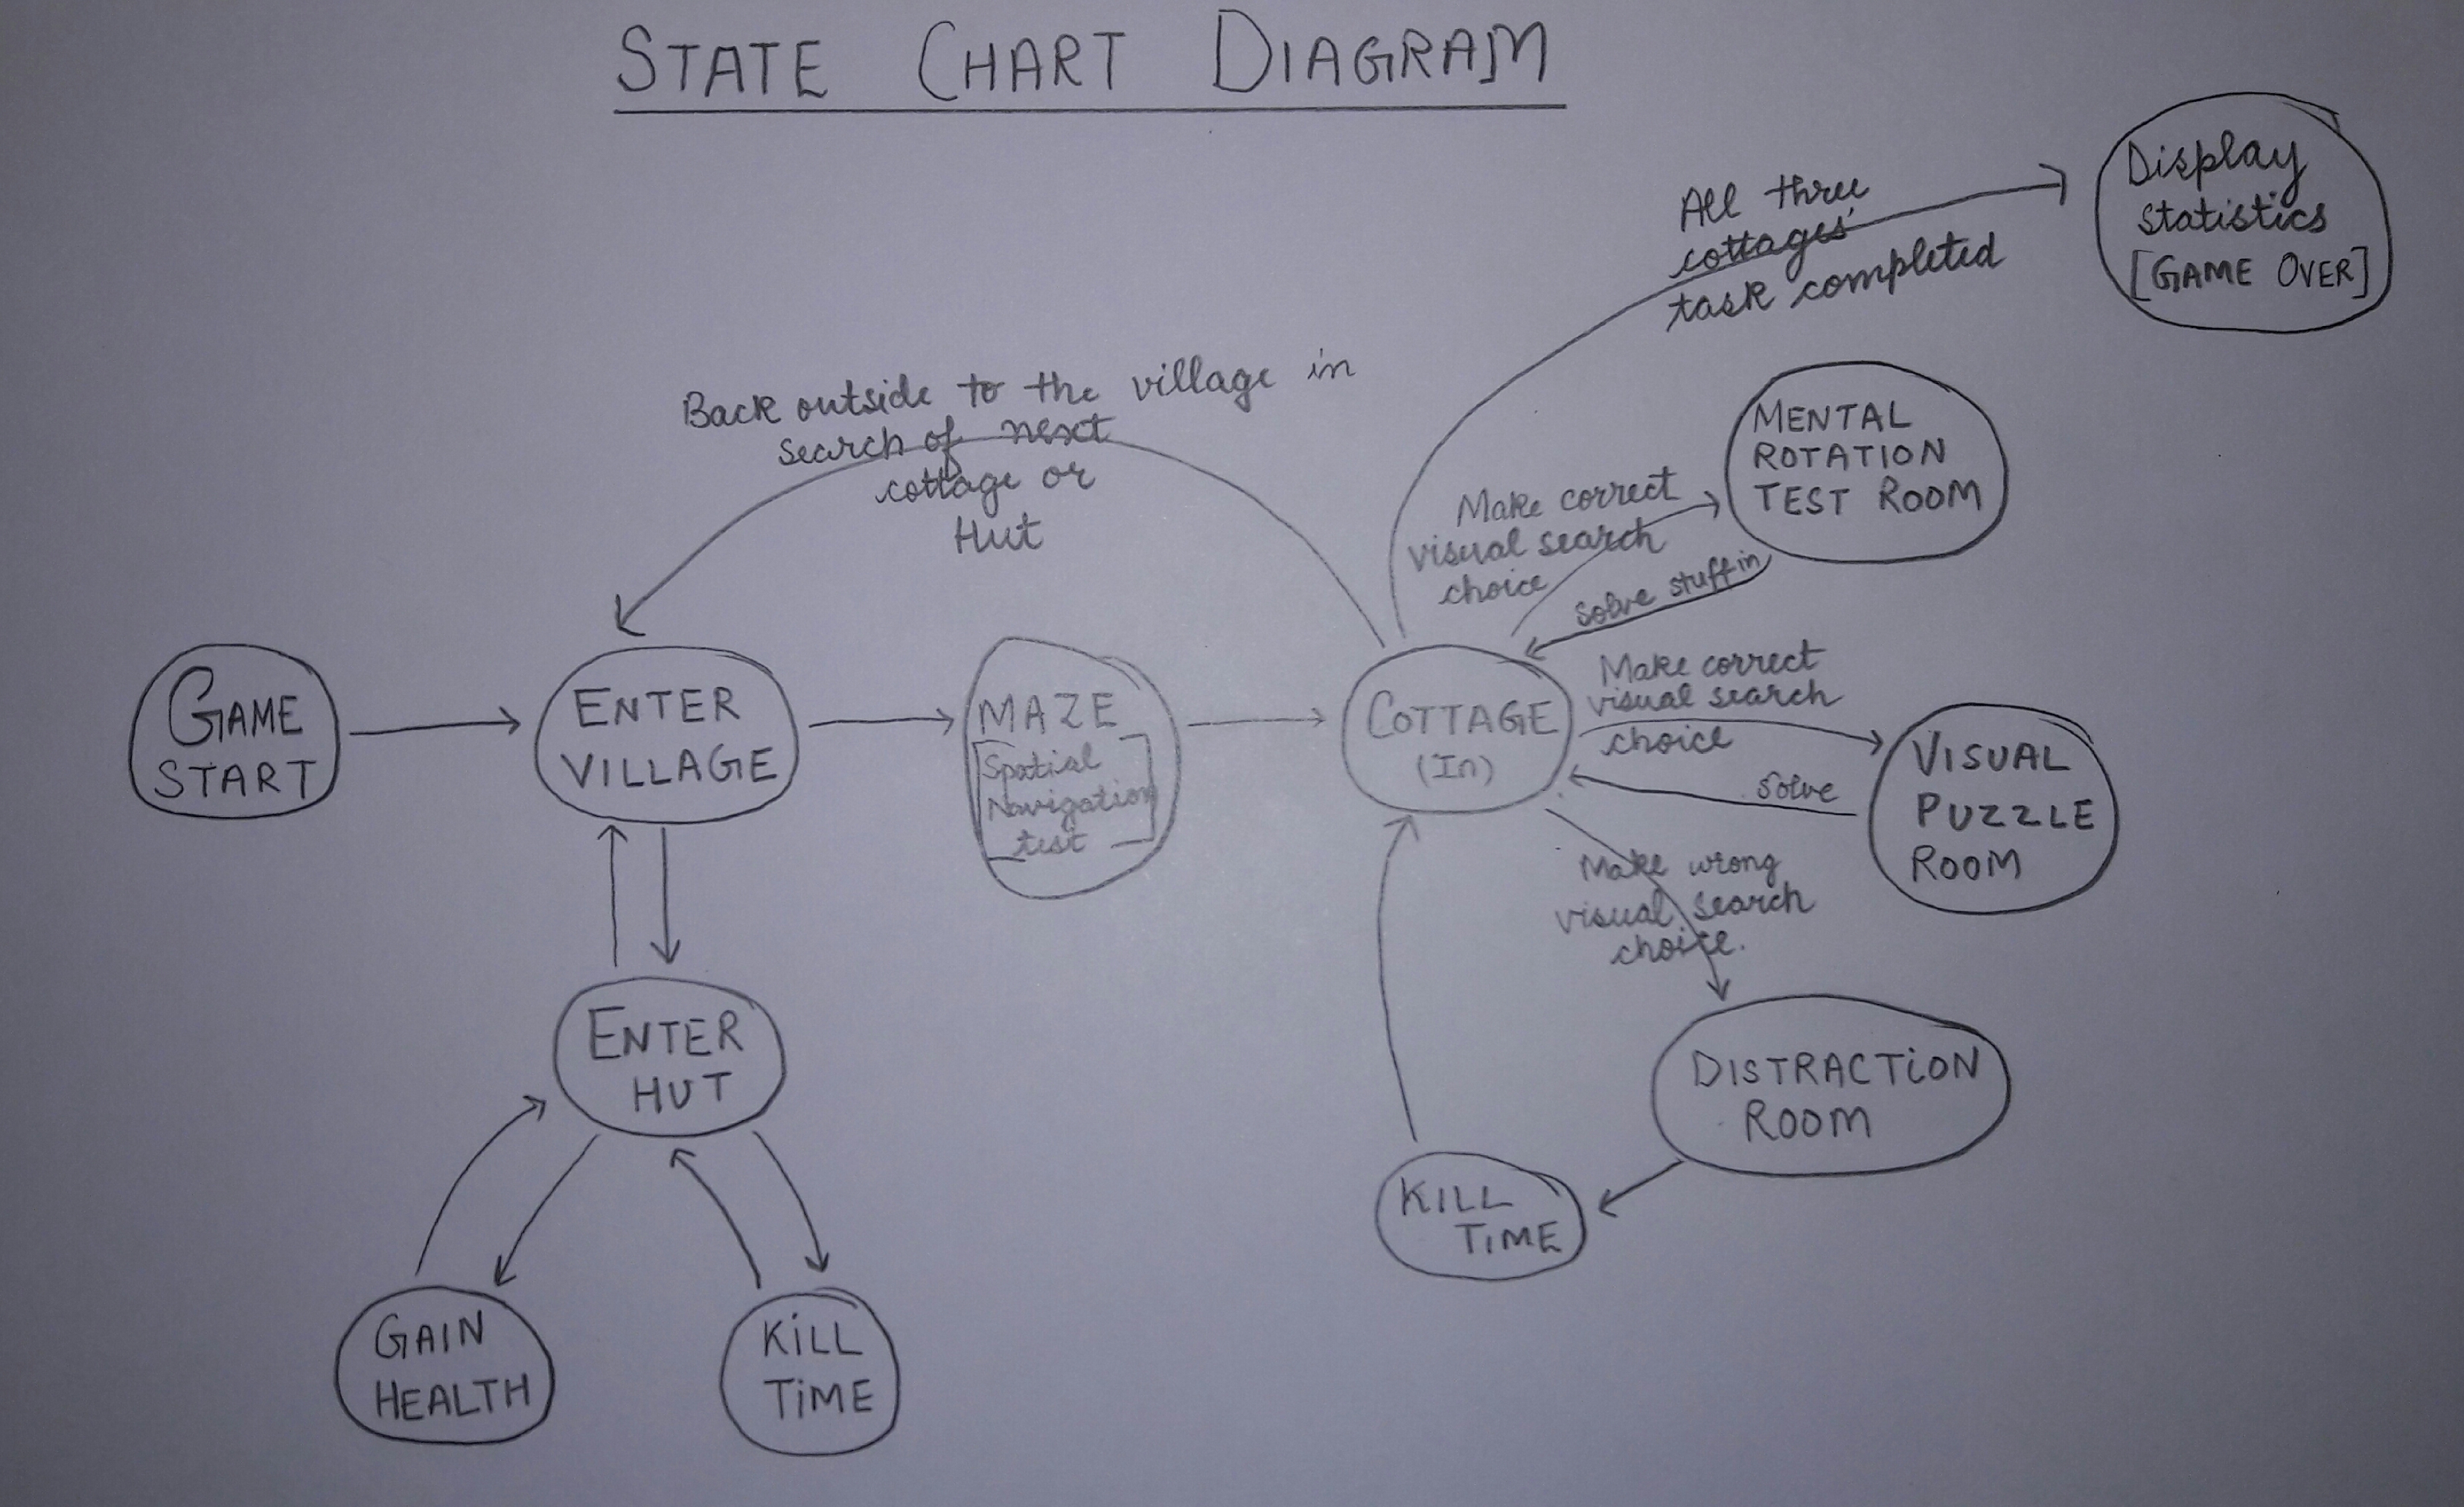 STATE CHART DIAGRAM
Display
Statistics
[GAME OVER]
All three
cottages'
task completed
Back outside to the village in
search of next
cottage or
Hut
MENTAL
ROTATION
TEST ROOM
Make correct
visual search
choice
solve stuff in
GAME
START
ENTER
VILLAGE
MAZE
[Spatial
Navigation
test]
COTTAGE
(In)
Make correct
visual search
choice
solve
VISUAL
PUZZLE
ROOM
Make wrong
visual search
choice.
ENTER
HUT
DISTRACTION
ROOM
KILL
TIME
GAIN
HEALTH
KILL
TIME